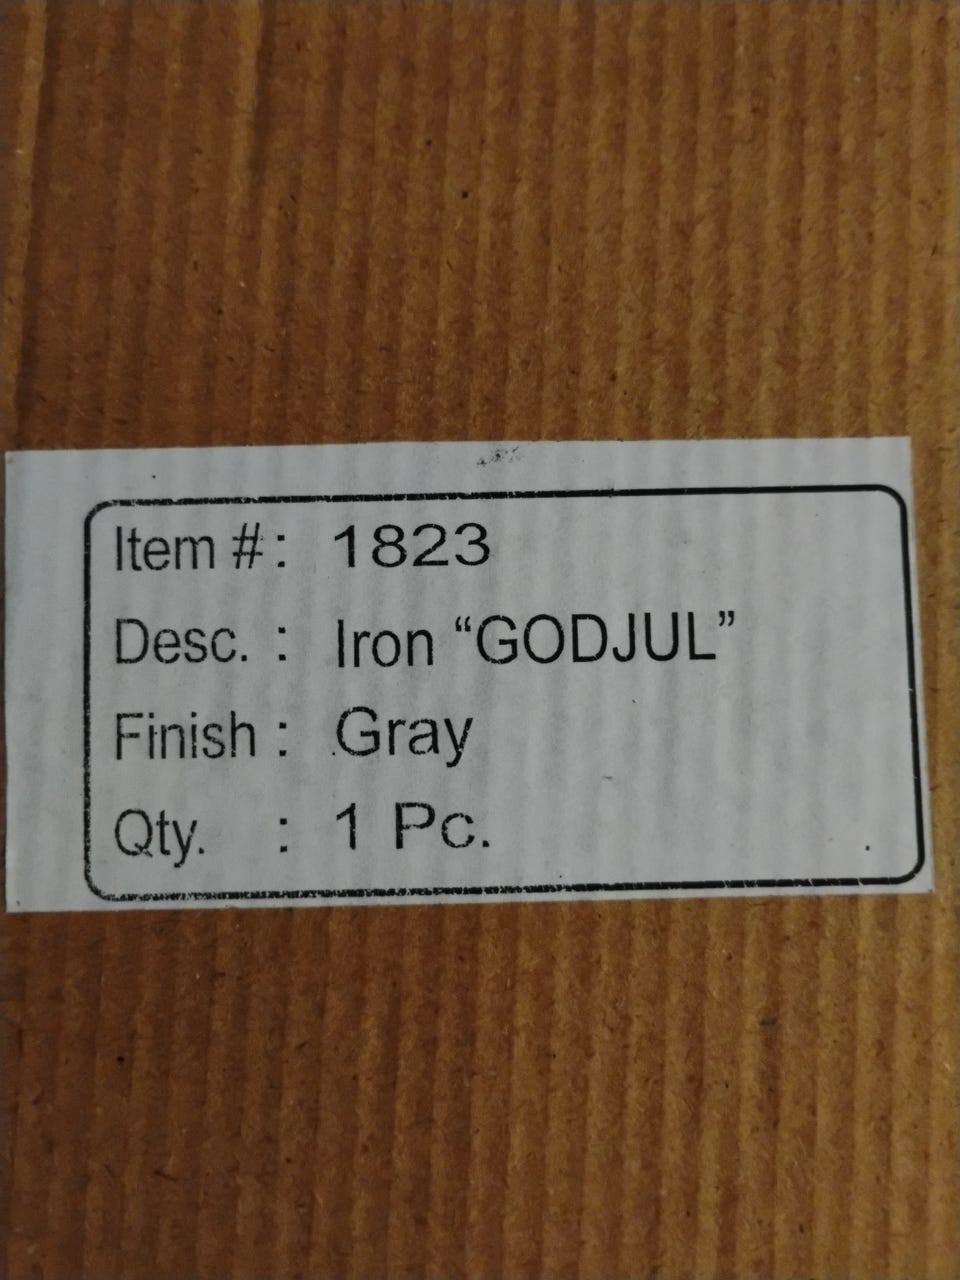 Item #: 1823
Desc. : Iron “GODJUL”
Finish : Gray
Qty. : 1 Pc.